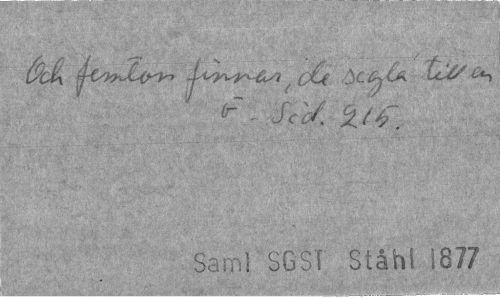 Och femton finnar, de segla till en
ö - Sid. 215.
Saml SGST Ståhl 1877